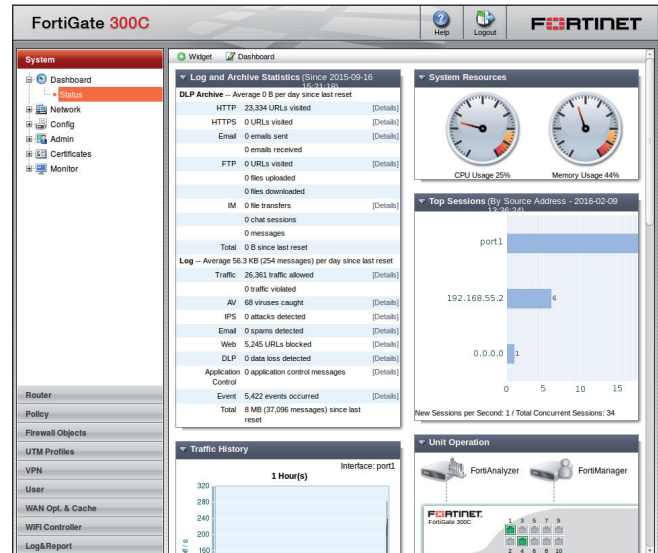 FortiGate 300C
Help
Logout
FORTINET
System
Dashboard
Status
Network
Config
Admin
Certificates
Monitor
Router
Policy
Firewall Objects
UTM Profiles
VPN
User
WAN Opt. & Cache
WiFi Controller
Log&Report
Widget
Dashboard
Log and Archive Statistics (Since 2015-09-16 15:21:18)
DLP Archive -- Average 0 B per day since last reset
HTTP 23,334 URLs visited [Details]
HTTPS 0 URLs visited [Details]
Email 0 emails sent [Details]
0 emails received
FTP 0 URLs visited [Details]
0 files uploaded
0 files downloaded
IM 0 file transfers [Details]
0 chat sessions
0 messages
Total 0 B since last reset
Log -- Average 56.3 KB (254 messages) per day since last reset
Traffic 26,361 traffic allowed [Details]
0 traffic violated
AV 68 viruses caught [Details]
IPS 0 attacks detected [Details]
Email 0 spams detected [Details]
Web 5,245 URLs blocked [Details]
DLP 0 data loss detected [Details]
Application Control 0 application control messages [Details]
Event 5,422 events occurred [Details]
Total 8 MB (37,096 messages) since last
reset
Traffic History
Interface: port1
1 Hour(s)
320
280
240
200
160
System Resources
CPU Usage 25%
Memory Usage 44%
Top Sessions (By Source Address - 2016-02-09
13:36:24)
port1
192.168.55.2 6
0.0.0.0 1
0 5 10 15
New Sessions per Second: 1 / Total Concurrent Sessions: 34
Unit Operation
FortiAnalyzer
FortiManager
FORTINET
FortiGate 300C
1 3 5 7 9
2 4 6 8 10